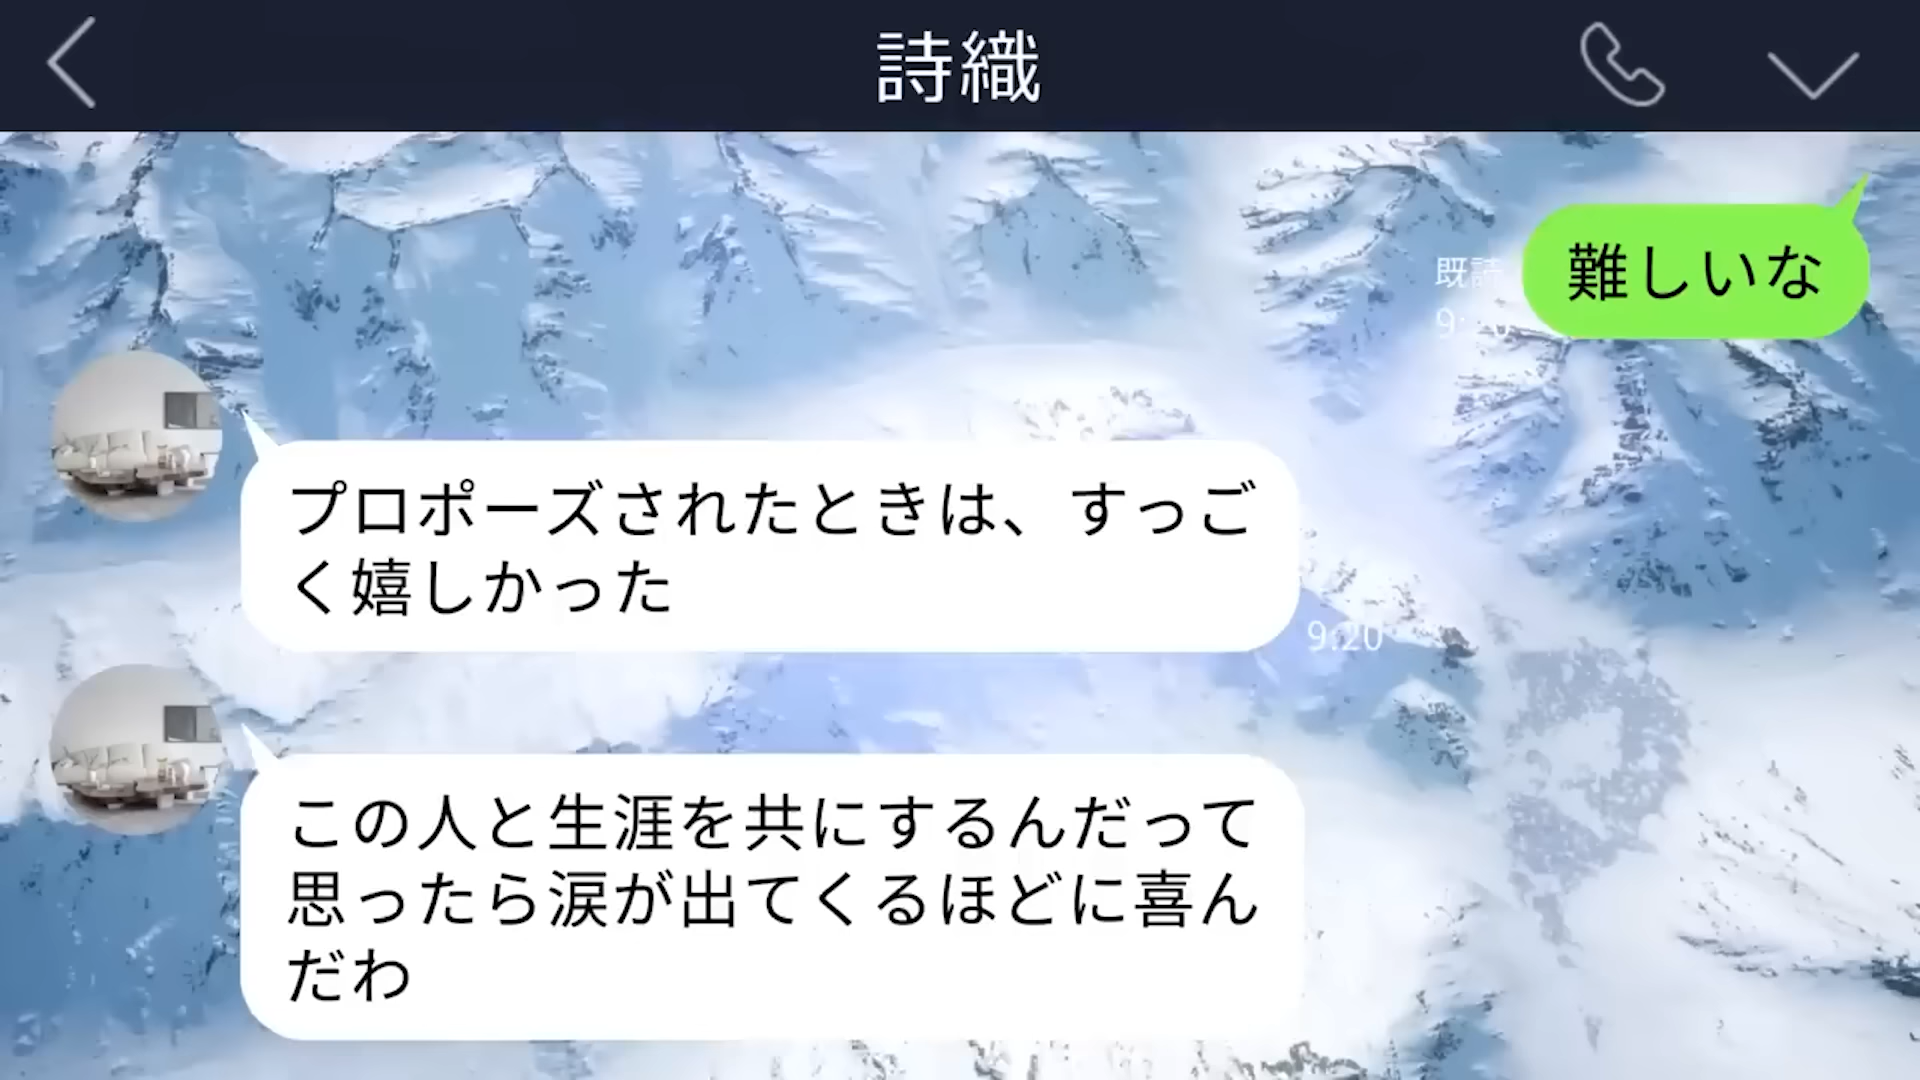 詩織
難しいな
既読
9:20
プロポーズされたときは、すっご
く嬉しかった
9:20
この人と生涯を共にするんだって
思ったら涙が出てくるほどに喜ん
だわ